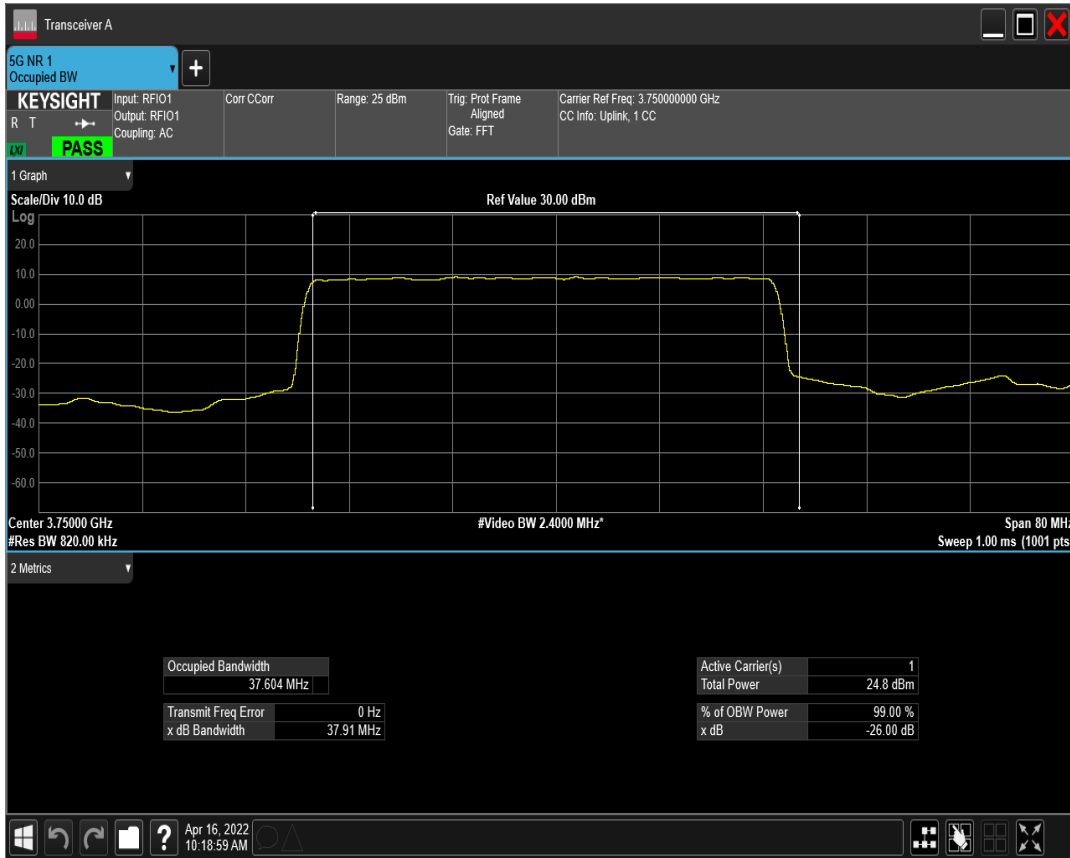 Transceiver A
5G NR 1
Occupied BW
+
KEYSIGHT
R T
LXI
PASS
Input: RFIO1
Output: RFIO1
Coupling: AC
Corr CCorr
Range: 25 dBm
Trig: Prot Frame
Aligned
Gate: FFT
Carrier Ref Freq: 3.750000000 GHz
CC Info: Uplink, 1 CC
1 Graph
Scale/Div 10.0 dB
Ref Value 30.00 dBm
Log
20.0
10.0
0.00
-10.0
-20.0
-30.0
-40.0
-50.0
-60.0
Center 3.75000 GHz
#Video BW 2.4000 MHz*
Span 80 MHz
#Res BW 820.00 kHz
Sweep 1.00 ms (1001 pts
2 Metrics
Occupied Bandwidth
37.604 MHz
Transmit Freq Error 0 Hz
x dB Bandwidth 37.91 MHz
Active Carrier(s) 1
Total Power 24.8 dBm
% of OBW Power 99.00 %
x dB -26.00 dB
?
Apr 16, 2022
10:18:59 AM